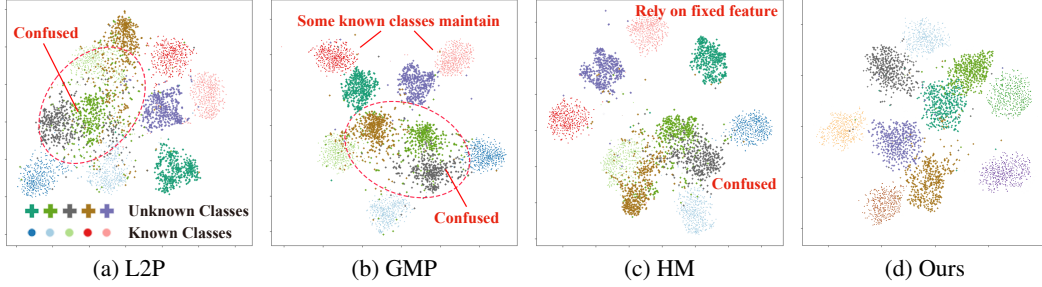 Confused
Unknown Classes
Known Classes
(a) L2P
Some known classes maintain
Confused
(b) GMP
Rely on fixed feature
Confused
(c) HM
(d) Ours